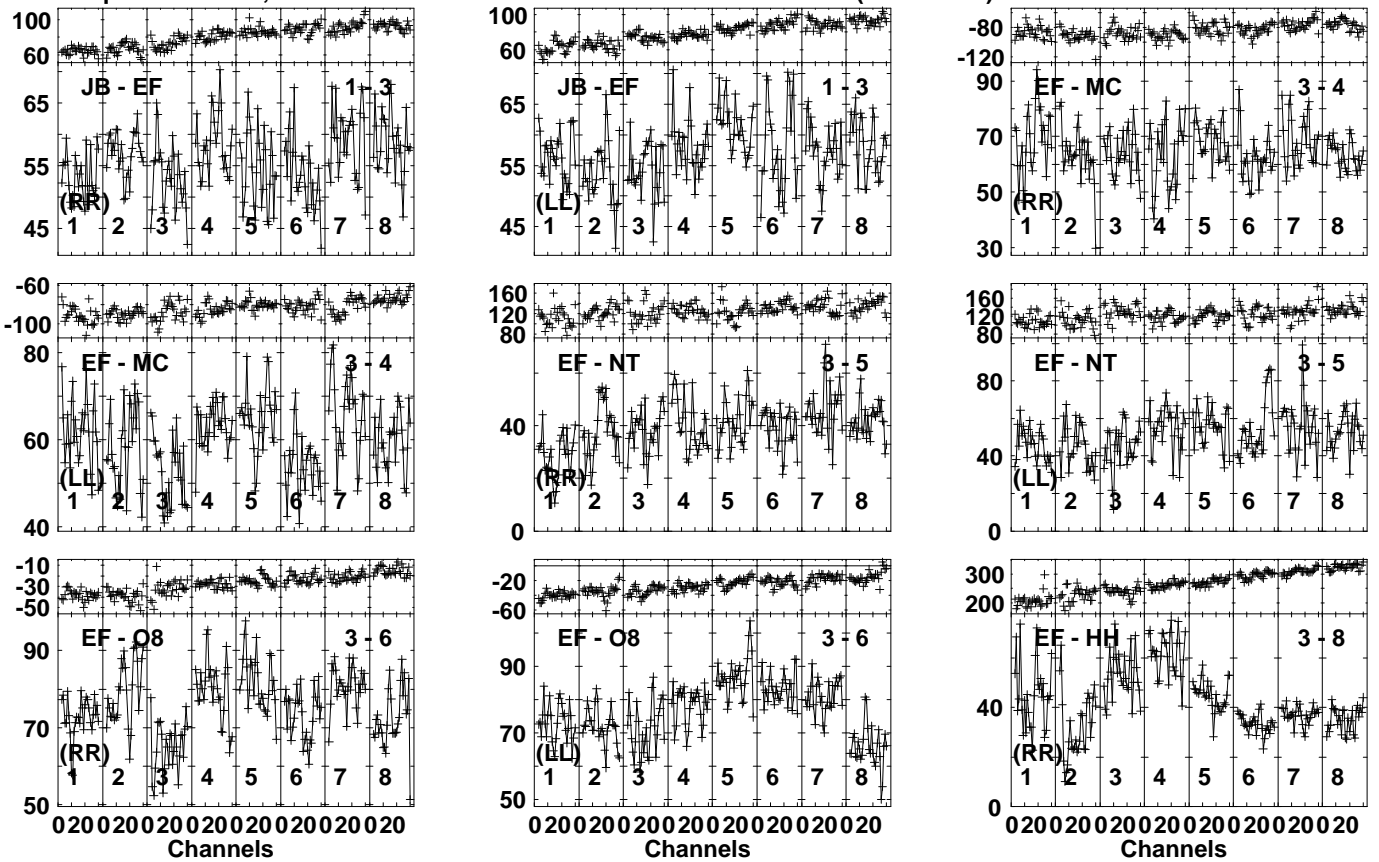 100
60
JB - EF 1 - 3
65
55
(RR)
45
1 2 3 4 5 6 7 8
100
60
JB - EF 1 - 3
65
55
(LL)
45
1 2 3 4 5 6 7 8
-80
-120
90
EF - MC 3 - 4
70
50
(RR)
30
1 2 3 4 5 6 7 8
-60
-100
80
EF - MC 3 - 4
60
(LL)
40
1 2 3 4 5 6 7 8
160
120
80
EF - NT 3 - 5
40
(RR)
0
1 2 3 4 5 6 7 8
160
120
80
EF - NT 3 - 5
80
40
(LL)
0
1 2 3 4 5 6 7 8
-10
-30
-50
90
EF - O8 3 - 6
70
(RR)
50
1 2 3 4 5 6 7 8
0 20 0 20 0 20 0 20 0 20 0 20 0 20 0 20
Channels
-20
-60
90
EF - O8 3 - 6
70
(LL)
50
1 2 3 4 5 6 7 8
0 20 0 20 0 20 0 20 0 20 0 20 0 20 0 20
Channels
300
200
EF - HH 3 - 8
40
(RR)
0
1 2 3 4 5 6 7 8
0 20 0 20 0 20 0 20 0 20 0 20 0 20 0 20
Channels